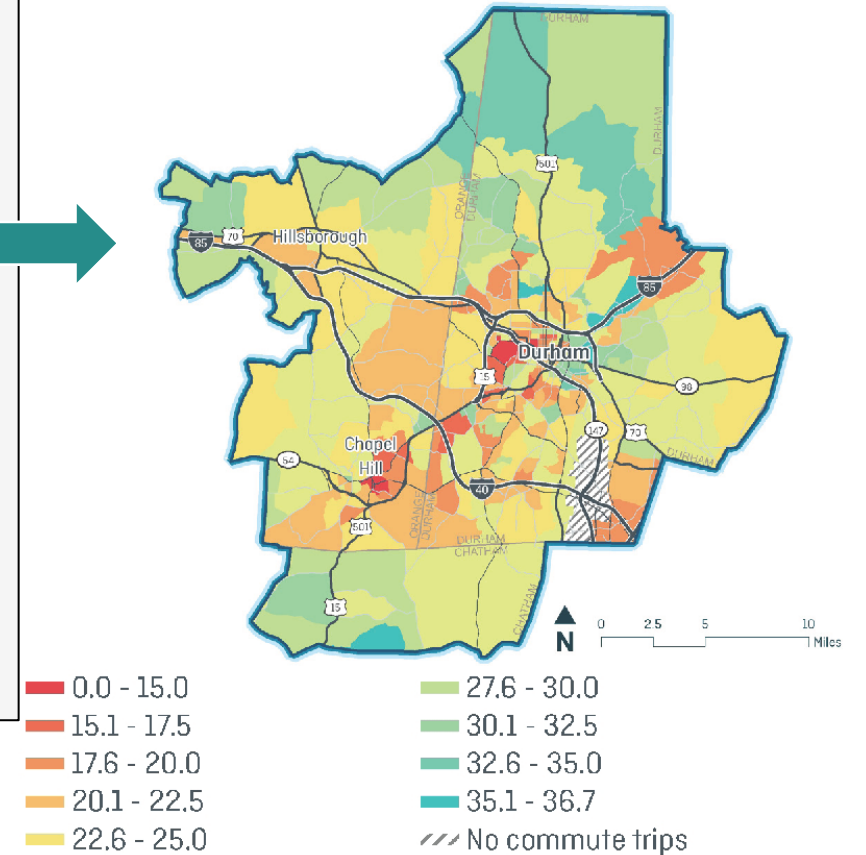 DURHAM
DURHAM
501
ORANGE
DURHAM
85
70
Hillsborough
85
Durham
15
98
Chapel
Hill
54
147
70
DURHAM
40
ORANGE
DURHAM
501
DURHAM
CHATHAM
CHATHAM
15
N
0 2.5 5 10
Miles
0.0 - 15.0
15.1 - 17.5
17.6 - 20.0
20.1 - 22.5
22.6 - 25.0
27.6 - 30.0
30.1 - 32.5
32.6 - 35.0
35.1 - 36.7
No commute trips